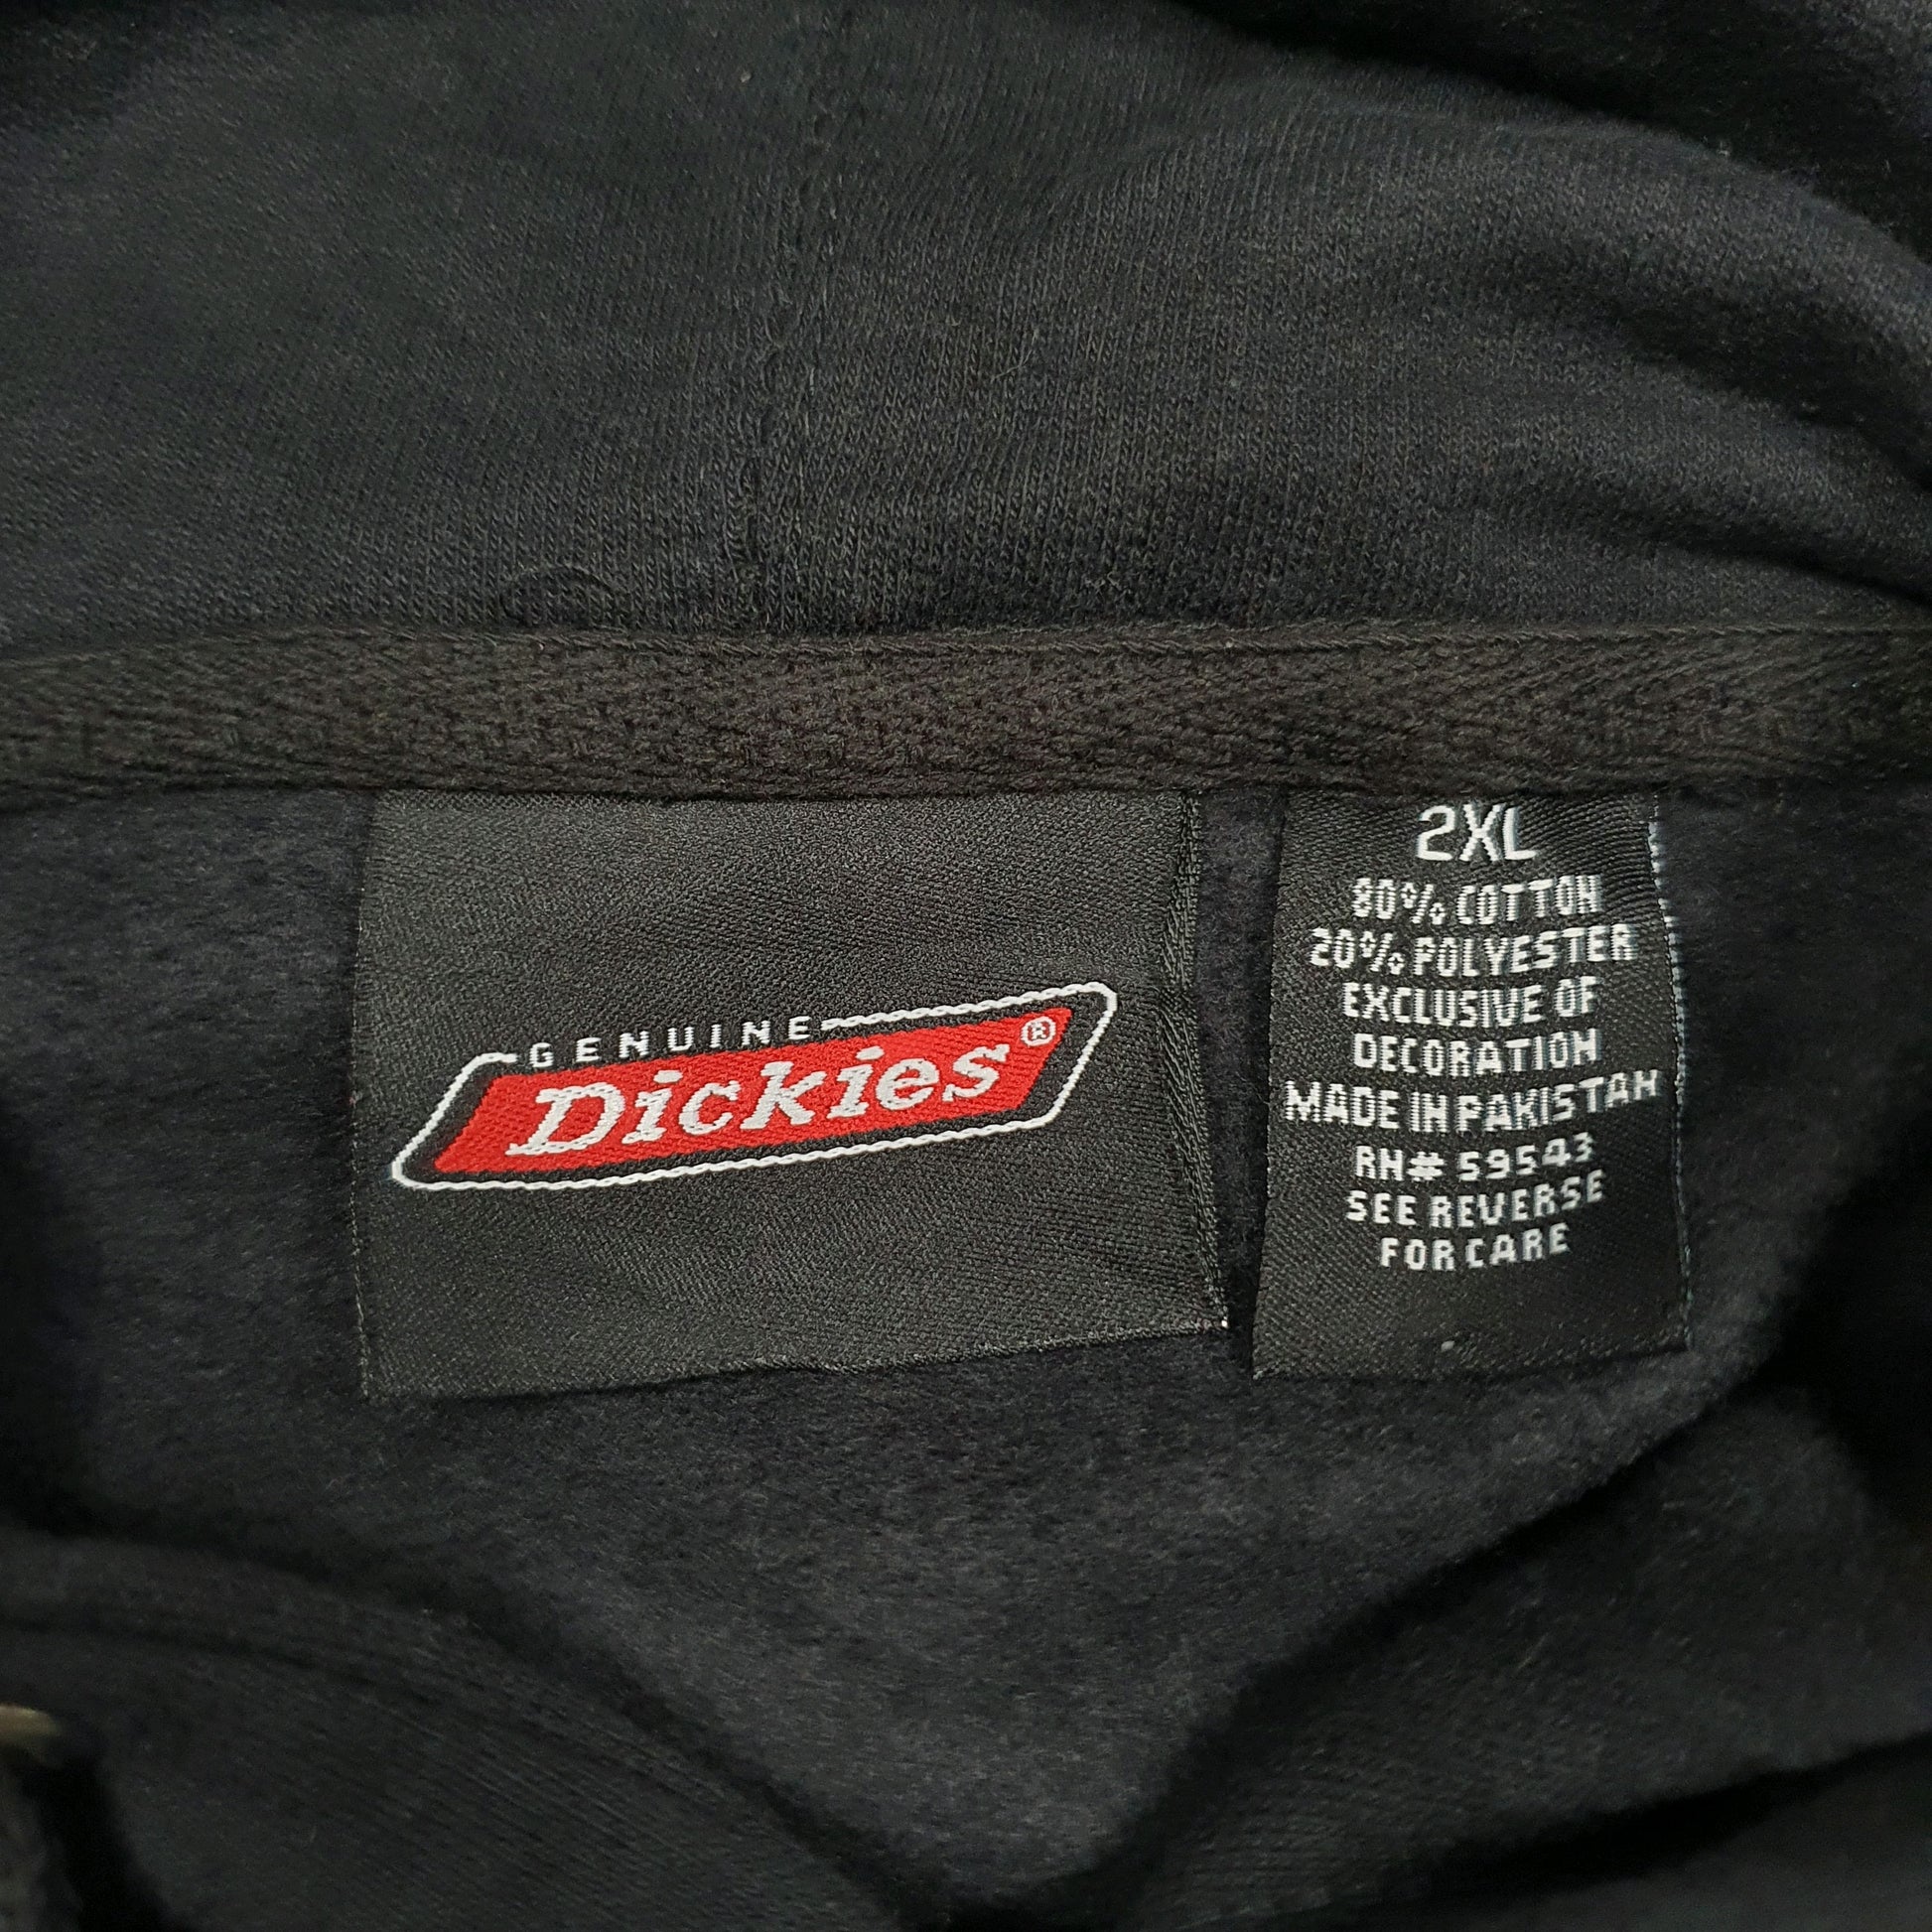 GENUINE
Dickies®
2XL
80% COTTON
20% POLYESTER
EXCLUSIVE OF
DECORATION
MADE IN PAKISTAN
RN# 59543
SEE REVERSE
FOR CARE